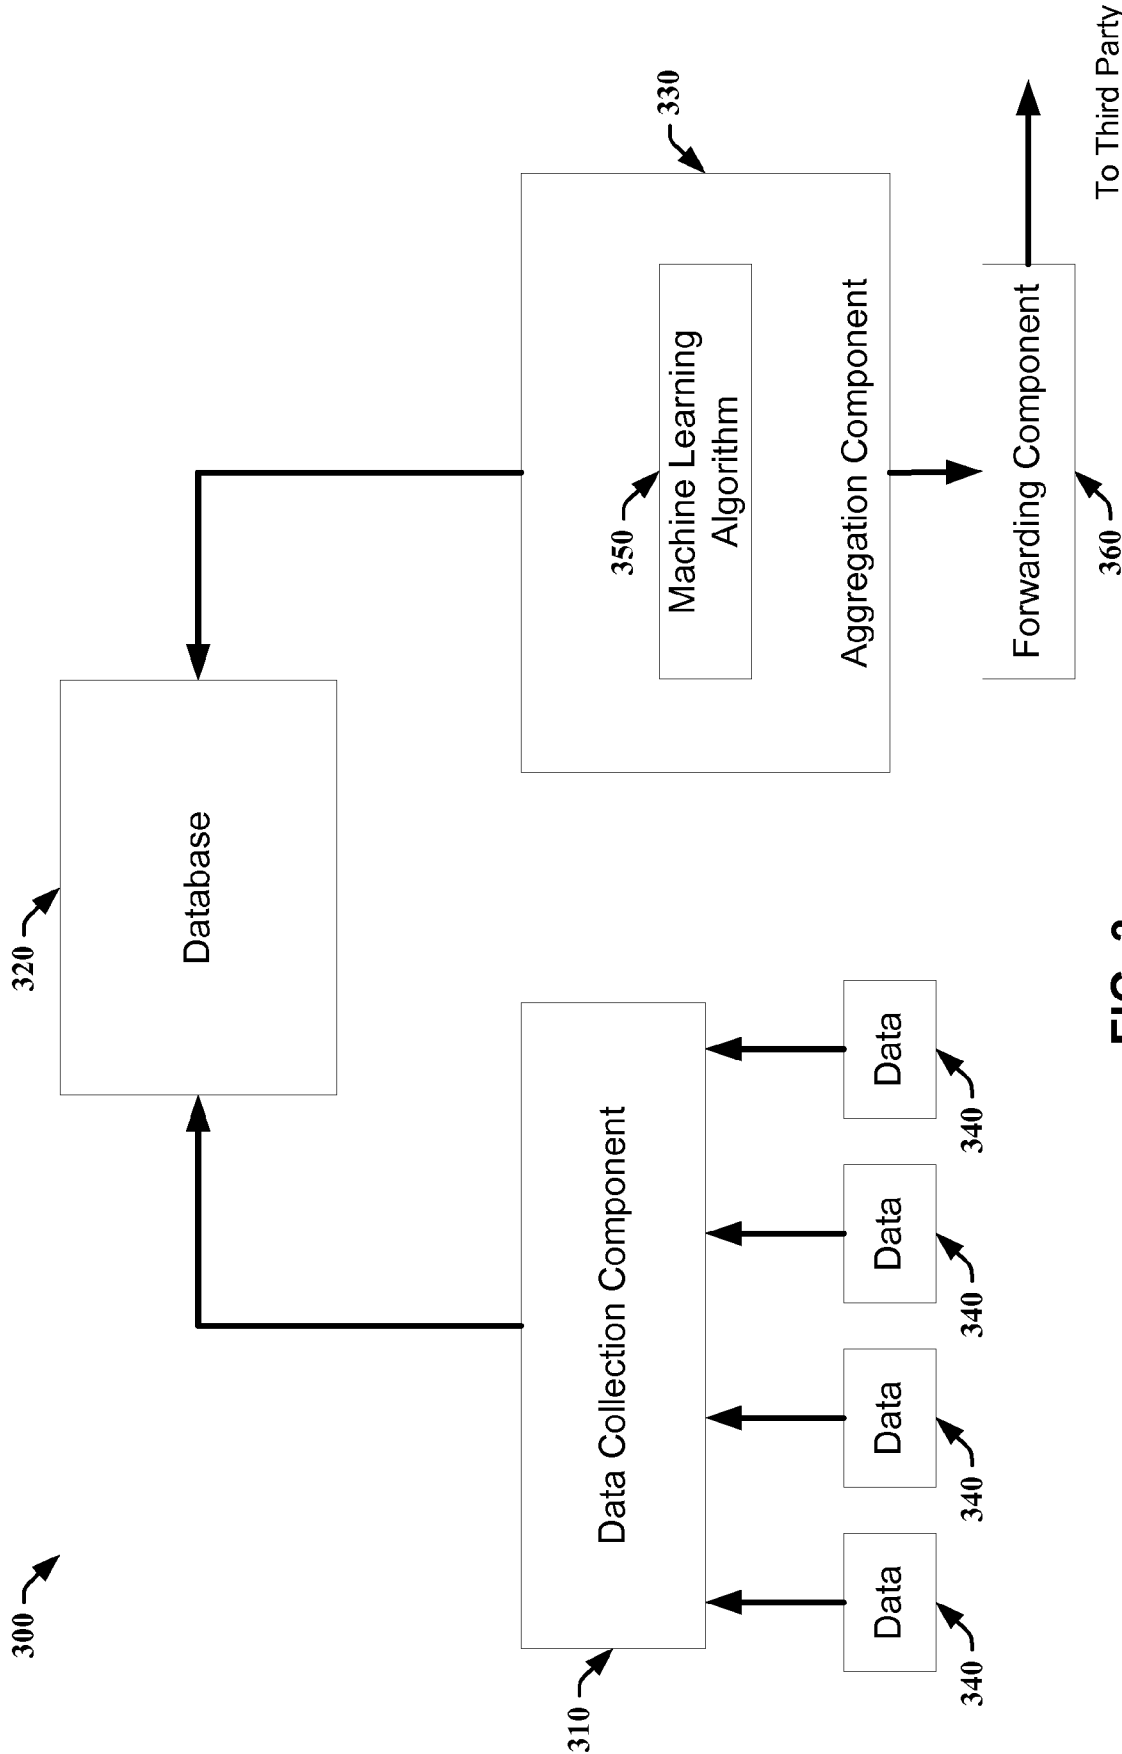 300
320
Database
310
Data Collection Component
350
330
Machine Learning
Algorithm
Aggregation Component
Data
Data
Data
Data
340
340
340
340
Forwarding Component
360
To Third Party